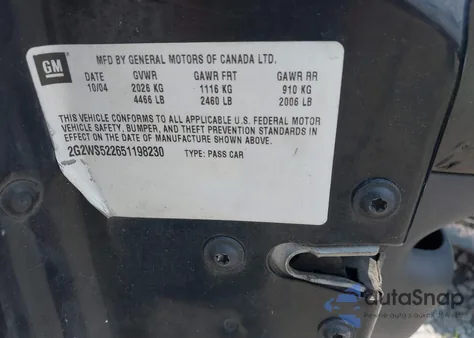 GM
MFD BY GENERAL MOTORS OF CANADA LTD.
DATE GVWR GAWR FRT GAWR RR
10/04 2026 KG 1116 KG 910 KG
4466 LB 2460 LB 2006 LB
THIS VEHICLE CONFORMS TO ALL APPLICABLE U.S. FEDERAL MOTOR
VEHICLE SAFETY, BUMPER, AND THEFT PREVENTION STANDARDS IN
EFFECT ON THE DATE OF MANUFACTURE SHOWN ABOVE.
2G2WS522651198230 TYPE: PASS CAR
autoSnap